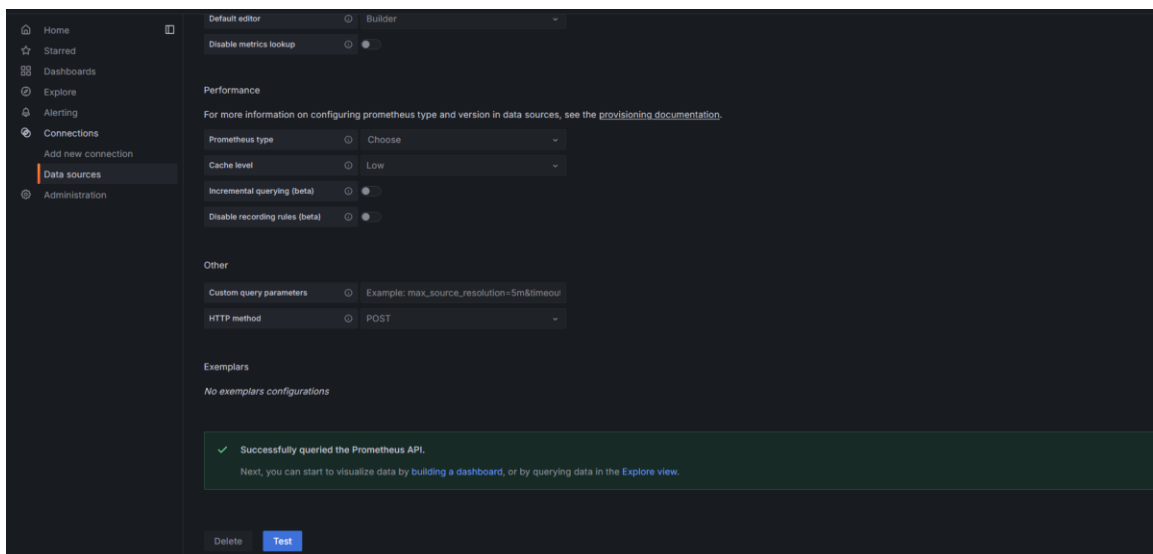 Home
Starred
Dashboards
Explore
Alerting
Connections
Add new connection
Data sources
Administration
Default editor Builder
Disable metrics lookup
Performance
For more information on configuring prometheus type and version in data sources, see the provisioning documentation.
Prometheus type Choose
Cache level Low
Incremental querying (beta)
Disable recording rules (beta)
Other
Custom query parameters Example: max_source_resolution=5m&timeou
HTTP method POST
Exemplars
No exemplars configurations
Successfully queried the Prometheus API.
Next, you can start to visualize data by building a dashboard, or by querying data in the Explore view.
Delete Test